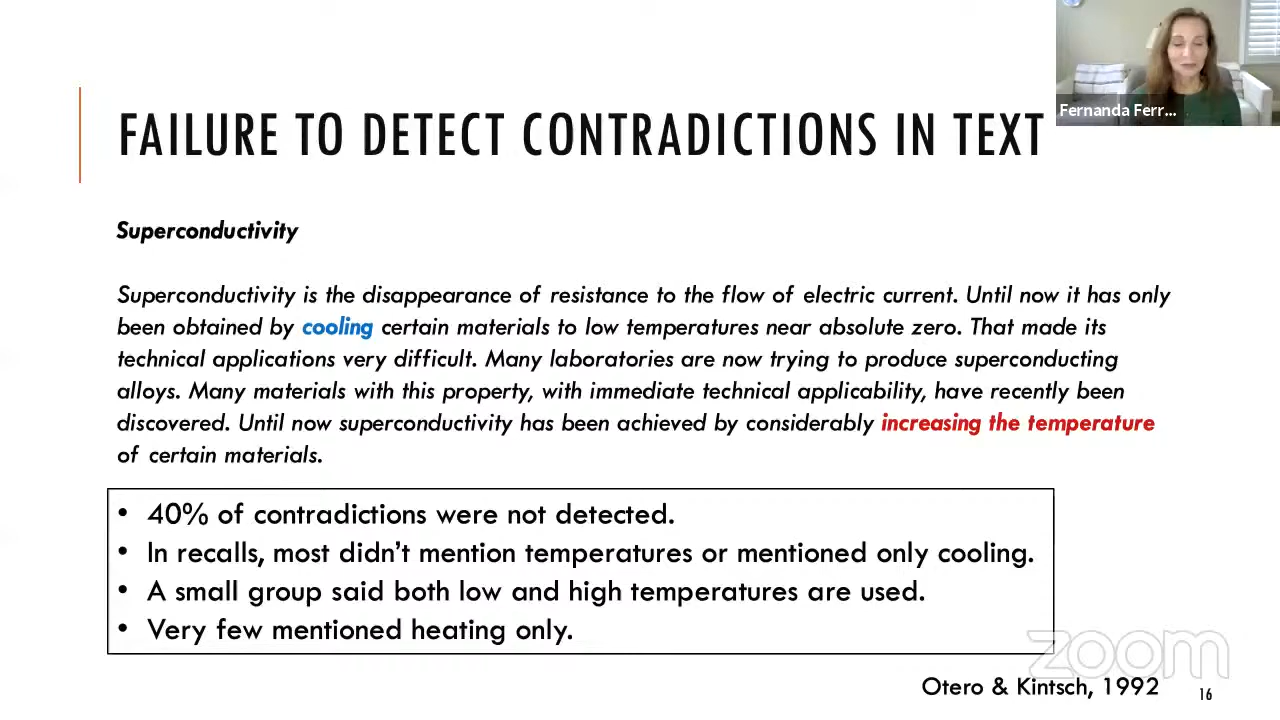 Fernanda Ferr...
FAILURE TO DETECT CONTRADICTIONS IN TEXT
Superconductivity
Superconductivity is the disappearance of resistance to the flow of electric current. Until now it has only
been obtained by cooling certain materials to low temperatures near absolute zero. That made its
technical applications very difficult. Many laboratories are now trying to produce superconducting
alloys. Many materials with this property, with immediate technical applicability, have recently been
discovered. Until now superconductivity has been achieved by considerably increasing the temperature
of certain materials.
• 40% of contradictions were not detected.
• In recalls, most didn't mention temperatures or mentioned only cooling.
• A small group said both low and high temperatures are used.
• Very few mentioned heating only.
zoom
Otero & Kintsch, 1992
16